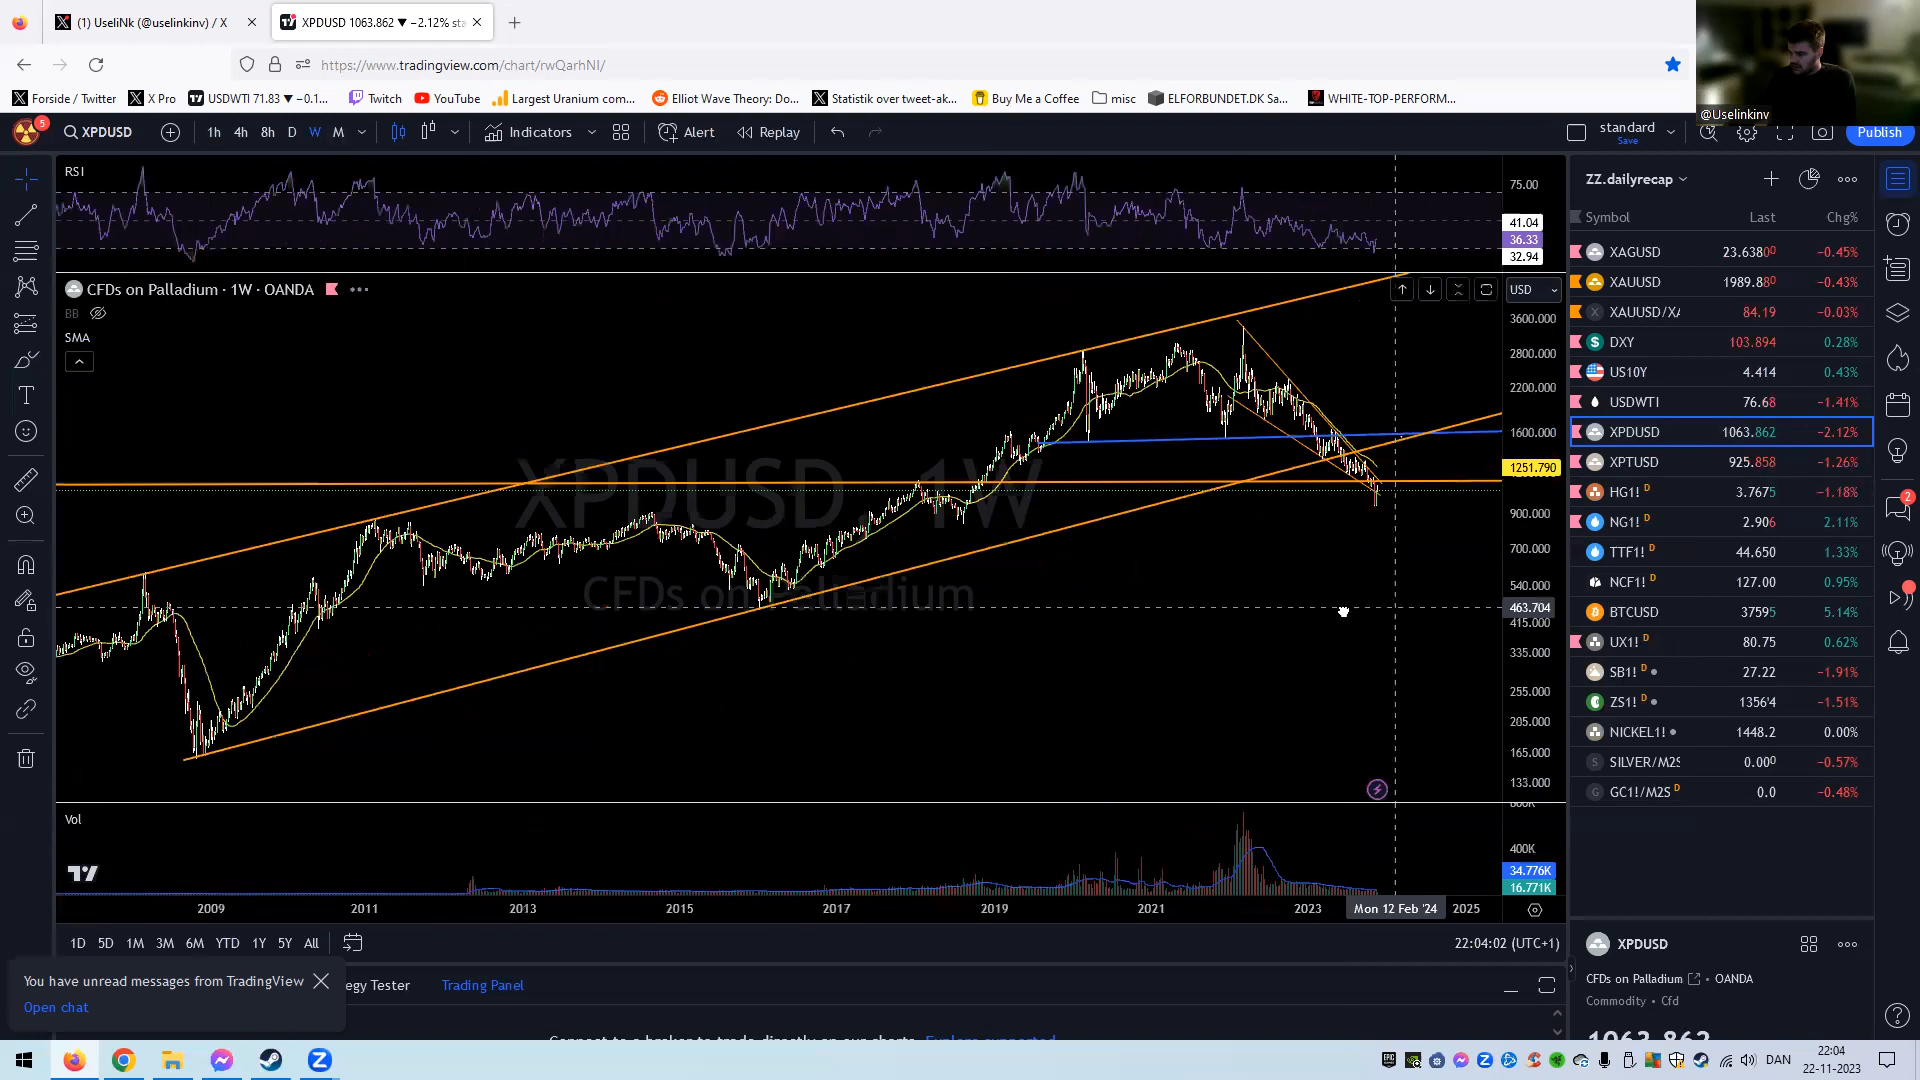 (1) UseliNk (@uselinkinv) / X
XPDUSD 1063.862 ▼ −2.12% sta
https://www.tradingview.com/chart/rwQarhNI/
Forside / Twitter
X Pro
USDWTI 71.83 ▼ −0.1...
Twitch
YouTube
Largest Uranium com...
Elliot Wave Theory: Do...
Statistik over tweet-ak...
Buy Me a Coffee
misc
ELFORBUNDET.DK Sa...
WHITE-TOP-PERFORM...
@Uselinkinv
5
XPDUSD
1h 4h 8h D W M
Indicators
Alert
Replay
standard
Save
Publish
RSI
75.00
41.04
36.33
32.94
CFDs on Palladium · 1W · OANDA
BB
SMA
USD
3600.000
2800.000
2200.000
1600.000
1251.790
900.000
700.000
540.000
463.704
415.000
335.000
255.000
205.000
165.000
133.000
XPDUSD, 1W
CFDs on Palladium
Vol
400K
34.776K
16.771K
2009 2011 2013 2015 2017 2019 2021 2023 Mon 12 Feb '24 2025
1D 5D 1M 3M 6M YTD 1Y 5Y All
22:04:02 (UTC+1)
You have unread messages from TradingView
Open chat
egy Tester
Trading Panel
ZZ.dailyrecap
Symbol Last Chg%
XAGUSD 23.6380 −0.45%
XAUUSD 1989.880 −0.43%
XAUUSD/XA 84.19 −0.03%
DXY 103.894 0.28%
US10Y 4.414 0.43%
USDWTI 76.68 −1.41%
XPDUSD 1063.862 −2.12%
XPTUSD 925.858 −1.26%
HG1! D 3.7675 −1.18%
NG1! D 2.906 2.11%
TTF1! D 44.650 1.33%
NCF1! D 127.00 0.95%
BTCUSD 37595 5.14%
UX1! D 80.75 0.62%
SB1! D 27.22 −1.91%
ZS1! D 1356'4 −1.51%
NICKEL1! 1448.2 0.00%
SILVER/M2S 0.000 −0.57%
GC1!/M2S D 0.0 −0.48%
2
XPDUSD
CFDs on Palladium · OANDA
Commodity · Cfd
1063.862
DAN
22:04
22-11-2023